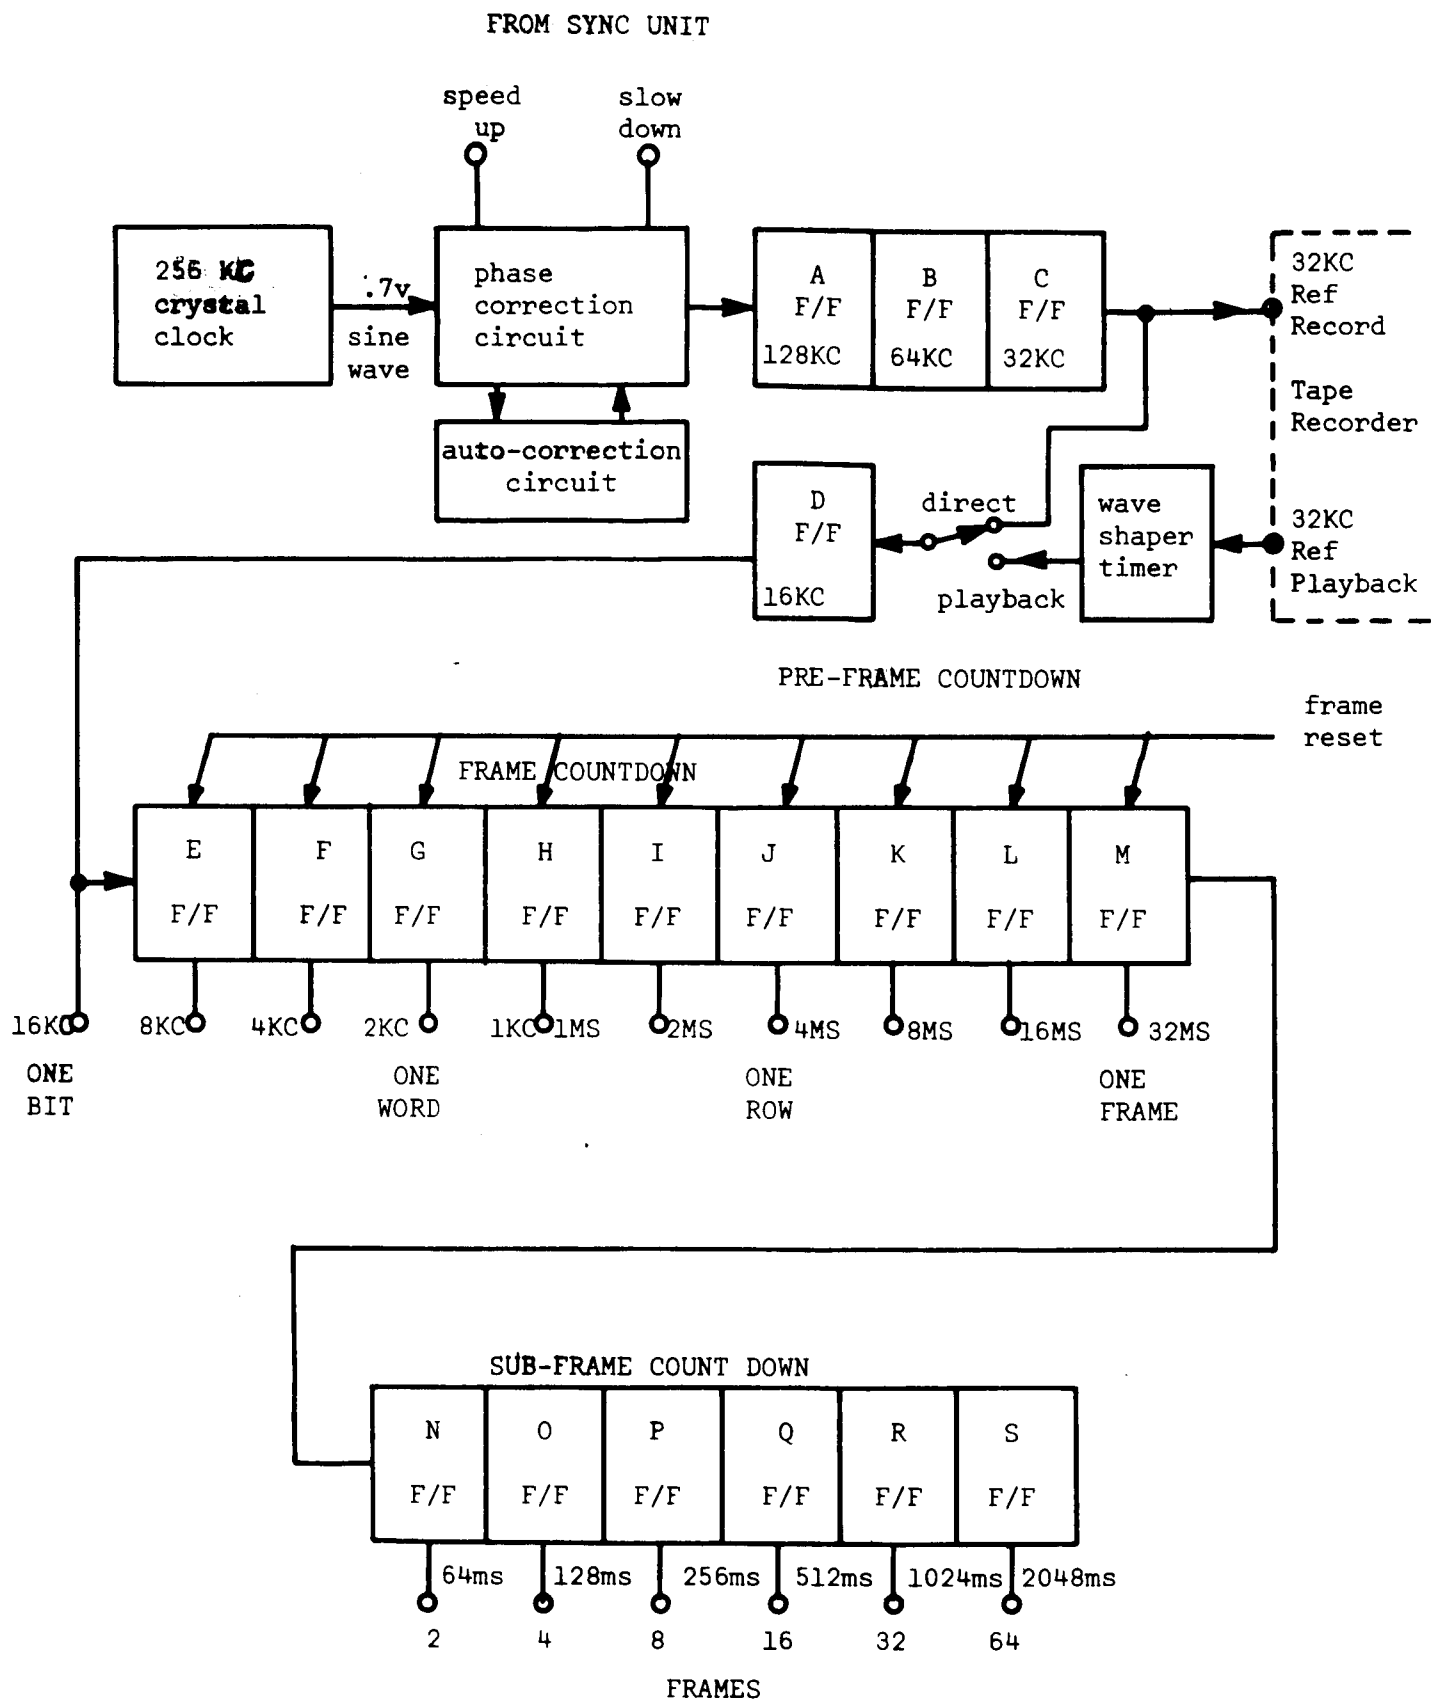 FROM SYNC UNIT
speed
up
slow
down
256 KC
crystal
clock
.7v
sine
wave
phase
correction
circuit
auto-correction
circuit
A
F/F
128KC
B
F/F
64KC
C
F/F
32KC
32KC
Ref
Record
Tape
Recorder
32KC
Ref
Playback
D
F/F
16KC
direct
playback
wave
shaper
timer
PRE-FRAME COUNTDOWN
frame
reset
FRAME COUNTDOWN
E
F/F
F
F/F
G
F/F
H
F/F
I
F/F
J
F/F
K
F/F
L
F/F
M
F/F
16KC
8KC
4KC
2KC
1KC
1MS
2MS
4MS
8MS
16MS
32MS
ONE
BIT
ONE
WORD
ONE
ROW
ONE
FRAME
SUB-FRAME COUNT DOWN
N
F/F
O
F/F
P
F/F
Q
F/F
R
F/F
S
F/F
64ms
128ms
256ms
512ms
1024ms
2048ms
2
4
8
16
32
64
FRAMES